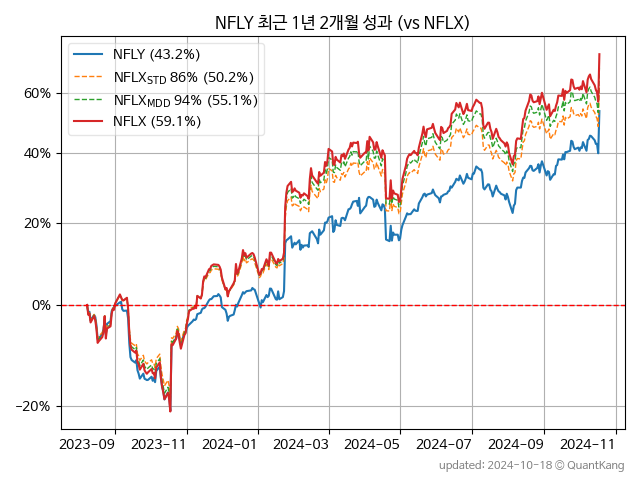 NFLY 최근 1년 2개월 성과 (vs NFLX)
NFLY (43.2%)
NFLXSTD 86% (50.2%)
NFLXMDD 94% (55.1%)
NFLX (59.1%)
60%
40%
20%
0%
−20%
2023-09 2023-11 2024-01 2024-03 2024-05 2024-07 2024-09 2024-11
updated: 2024-10-18 © QuantKang